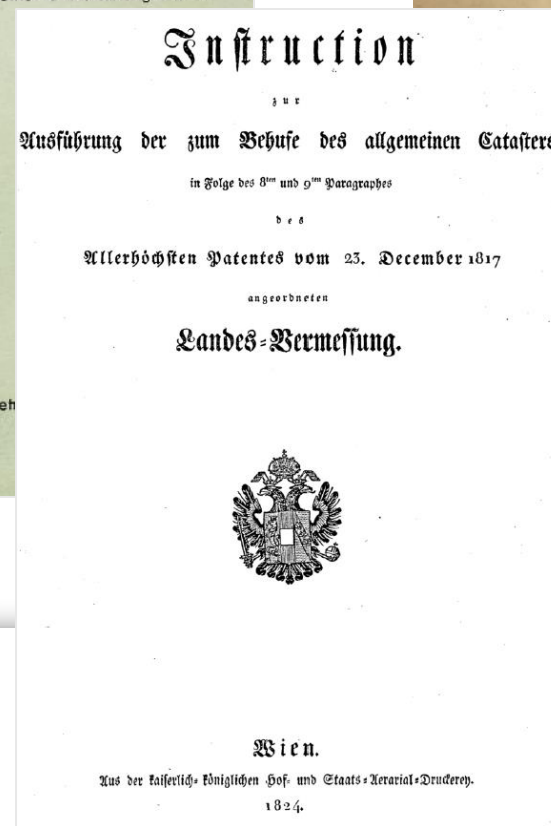 Instruction
zur
Ausführung der zum Behufe des allgemeinen Catasters
in Folge des 8ten und 9ten Paragraphes
des
Allerhöchsten Patentes vom 23. December 1817
angeordneten
Landes-Vermessung.
Wien.
Aus der kaiserlich-königlichen Hof- und Staats-Aerarial-Druckerey.
1824.